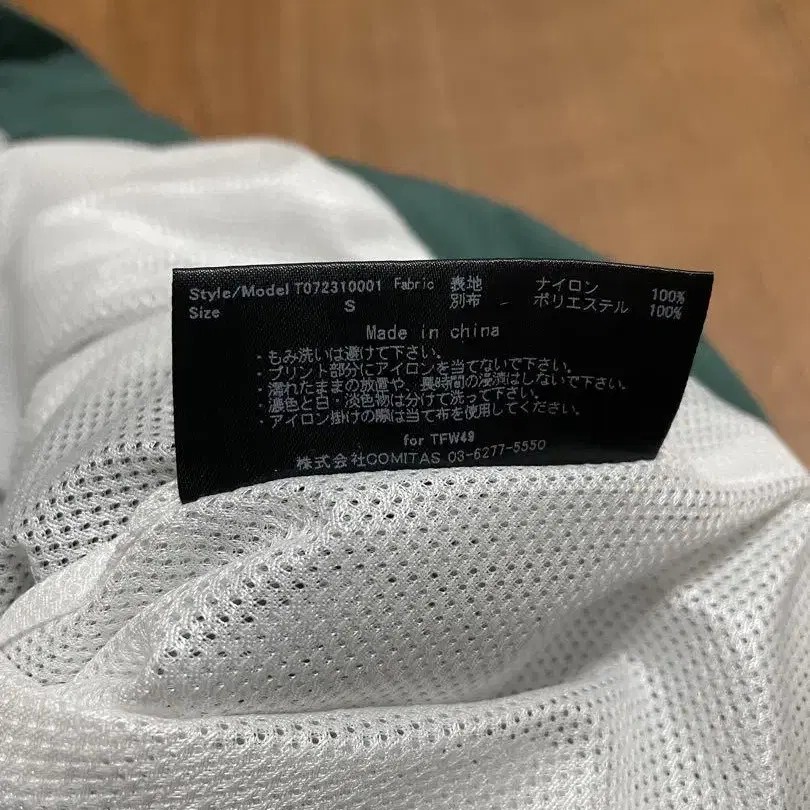 Style/Model T072310001 Fabric 表地 ナイロン 100%
Size S 別布 ポリエステル 100%
Made in china
・もみ洗いは避けて下さい。
・プリント部分にアイロンを当てないで下さい。
・濡れたままの放置や、長時間の浸漬はしないで下さい。
・濃色と白・淡色物は分けて洗って下さい。
・アイロン掛けの際は当て布を使用してください。
for TFW49
株式会社COMITAS 03-6277-5550